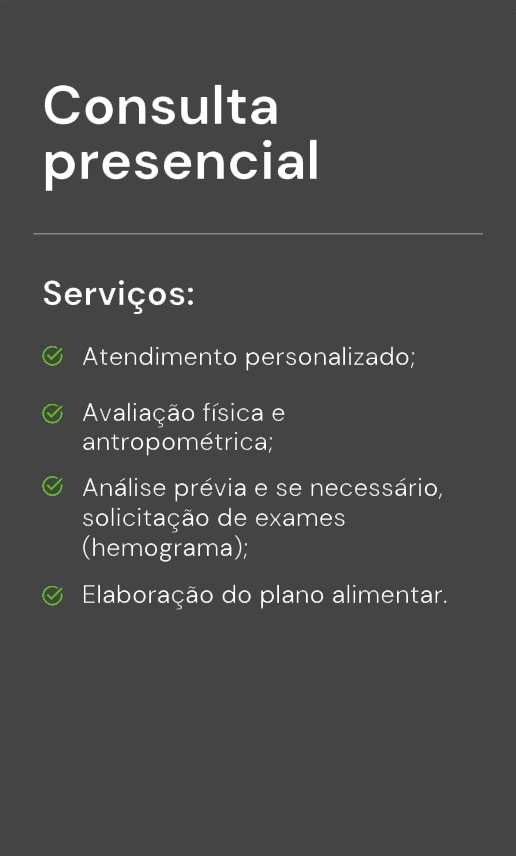 Consulta
presencial
Serviços:
Atendimento personalizado;
Avaliação física e
antropométrica;
Análise prévia e se necessário,
solicitação de exames
(hemograma);
Elaboração do plano alimentar.